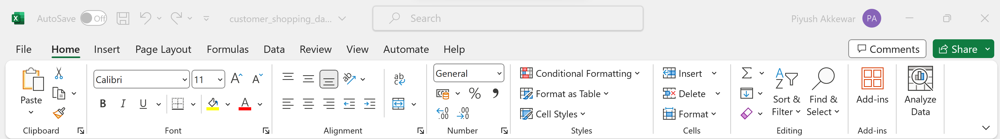 AutoSave Off customer_shopping_da... Search Piyush Akkewar PA
File Home Insert Page Layout Formulas Data Review View Automate Help Comments Share
Calibri 11 General Conditional Formatting Insert
Paste B I U A % Format as Table Delete Sort & Filter Find & Select Add-ins Analyze Data
Cell Styles Format
Clipboard Font Alignment Number Styles Cells Editing Add-ins